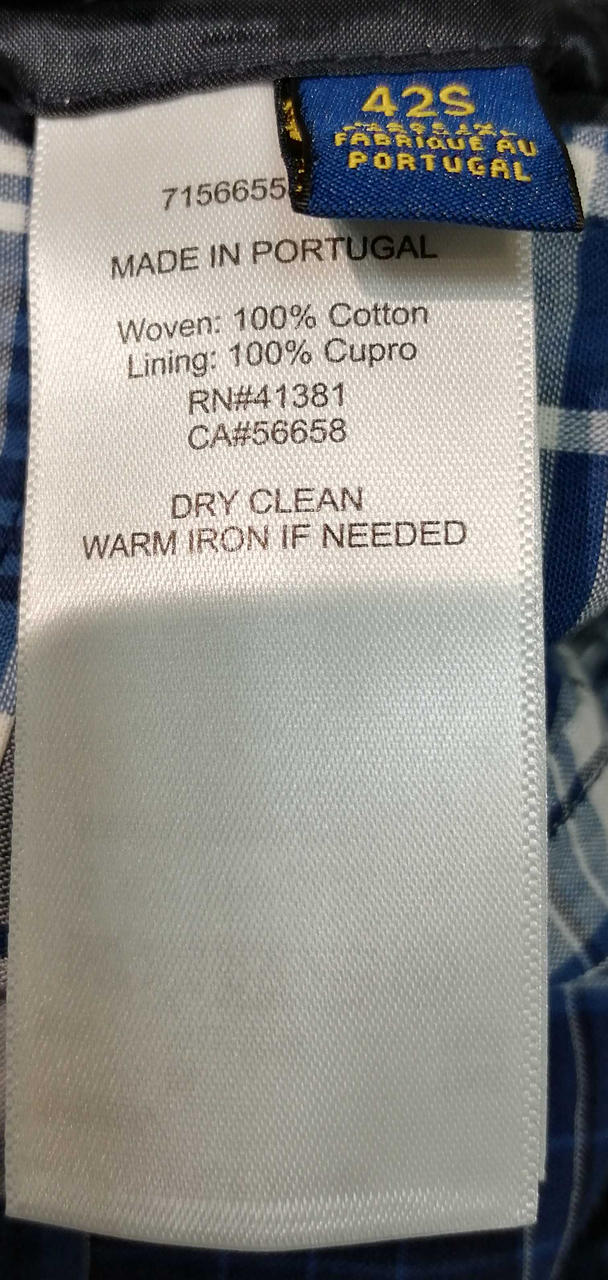 42S
FABRIQUÉ AU
PORTUGAL
7156655
MADE IN PORTUGAL
Woven: 100% Cotton
Lining: 100% Cupro
RN#41381
CA#56658
DRY CLEAN
WARM IRON IF NEEDED